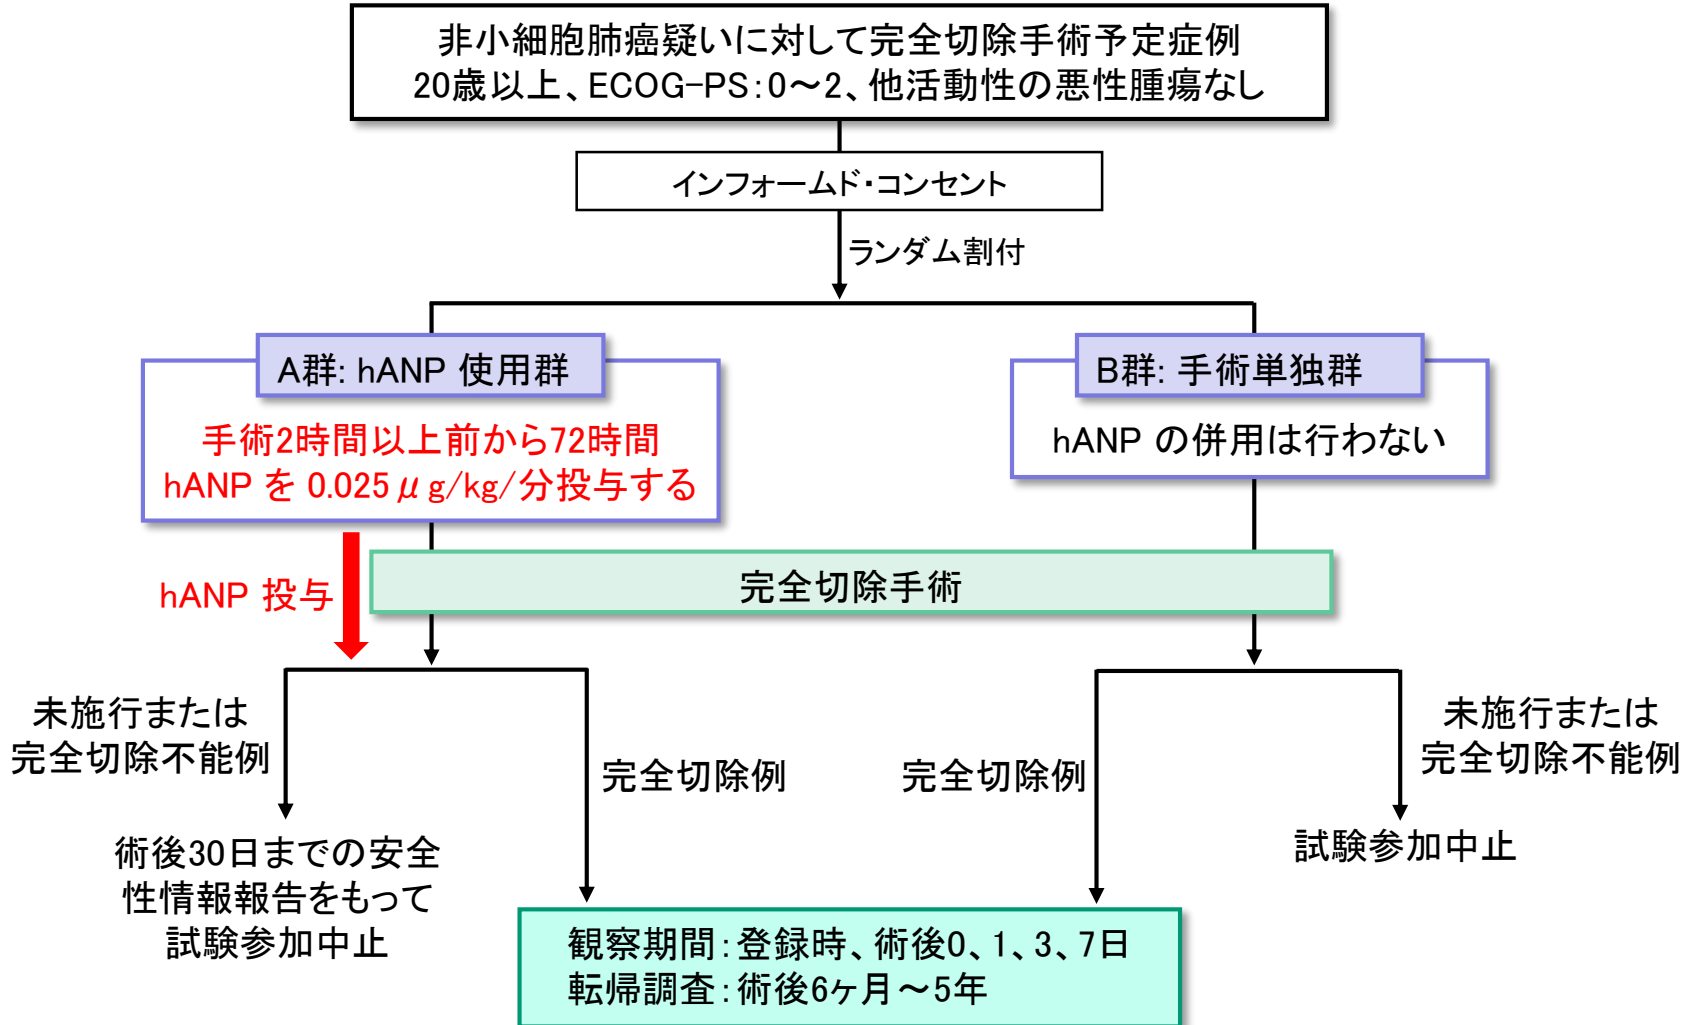 非小細胞肺癌疑いに対して完全切除手術予定症例
20歳以上、ECOG-PS：0～2、他活動性の悪性腫瘍なし
インフォームド・コンセント
ランダム割付
A群: hANP 使用群
手術2時間以上前から72時間
hANP を 0.025μg/kg/分投与する
B群: 手術単独群
hANP の併用は行わない
hANP 投与
完全切除手術
未施行または
完全切除不能例
完全切除例
完全切除例
未施行または
完全切除不能例
術後30日までの安全
性情報報告をもって
試験参加中止
試験参加中止
観察期間：登録時、術後0、1、3、7日
転帰調査：術後6ヶ月～5年